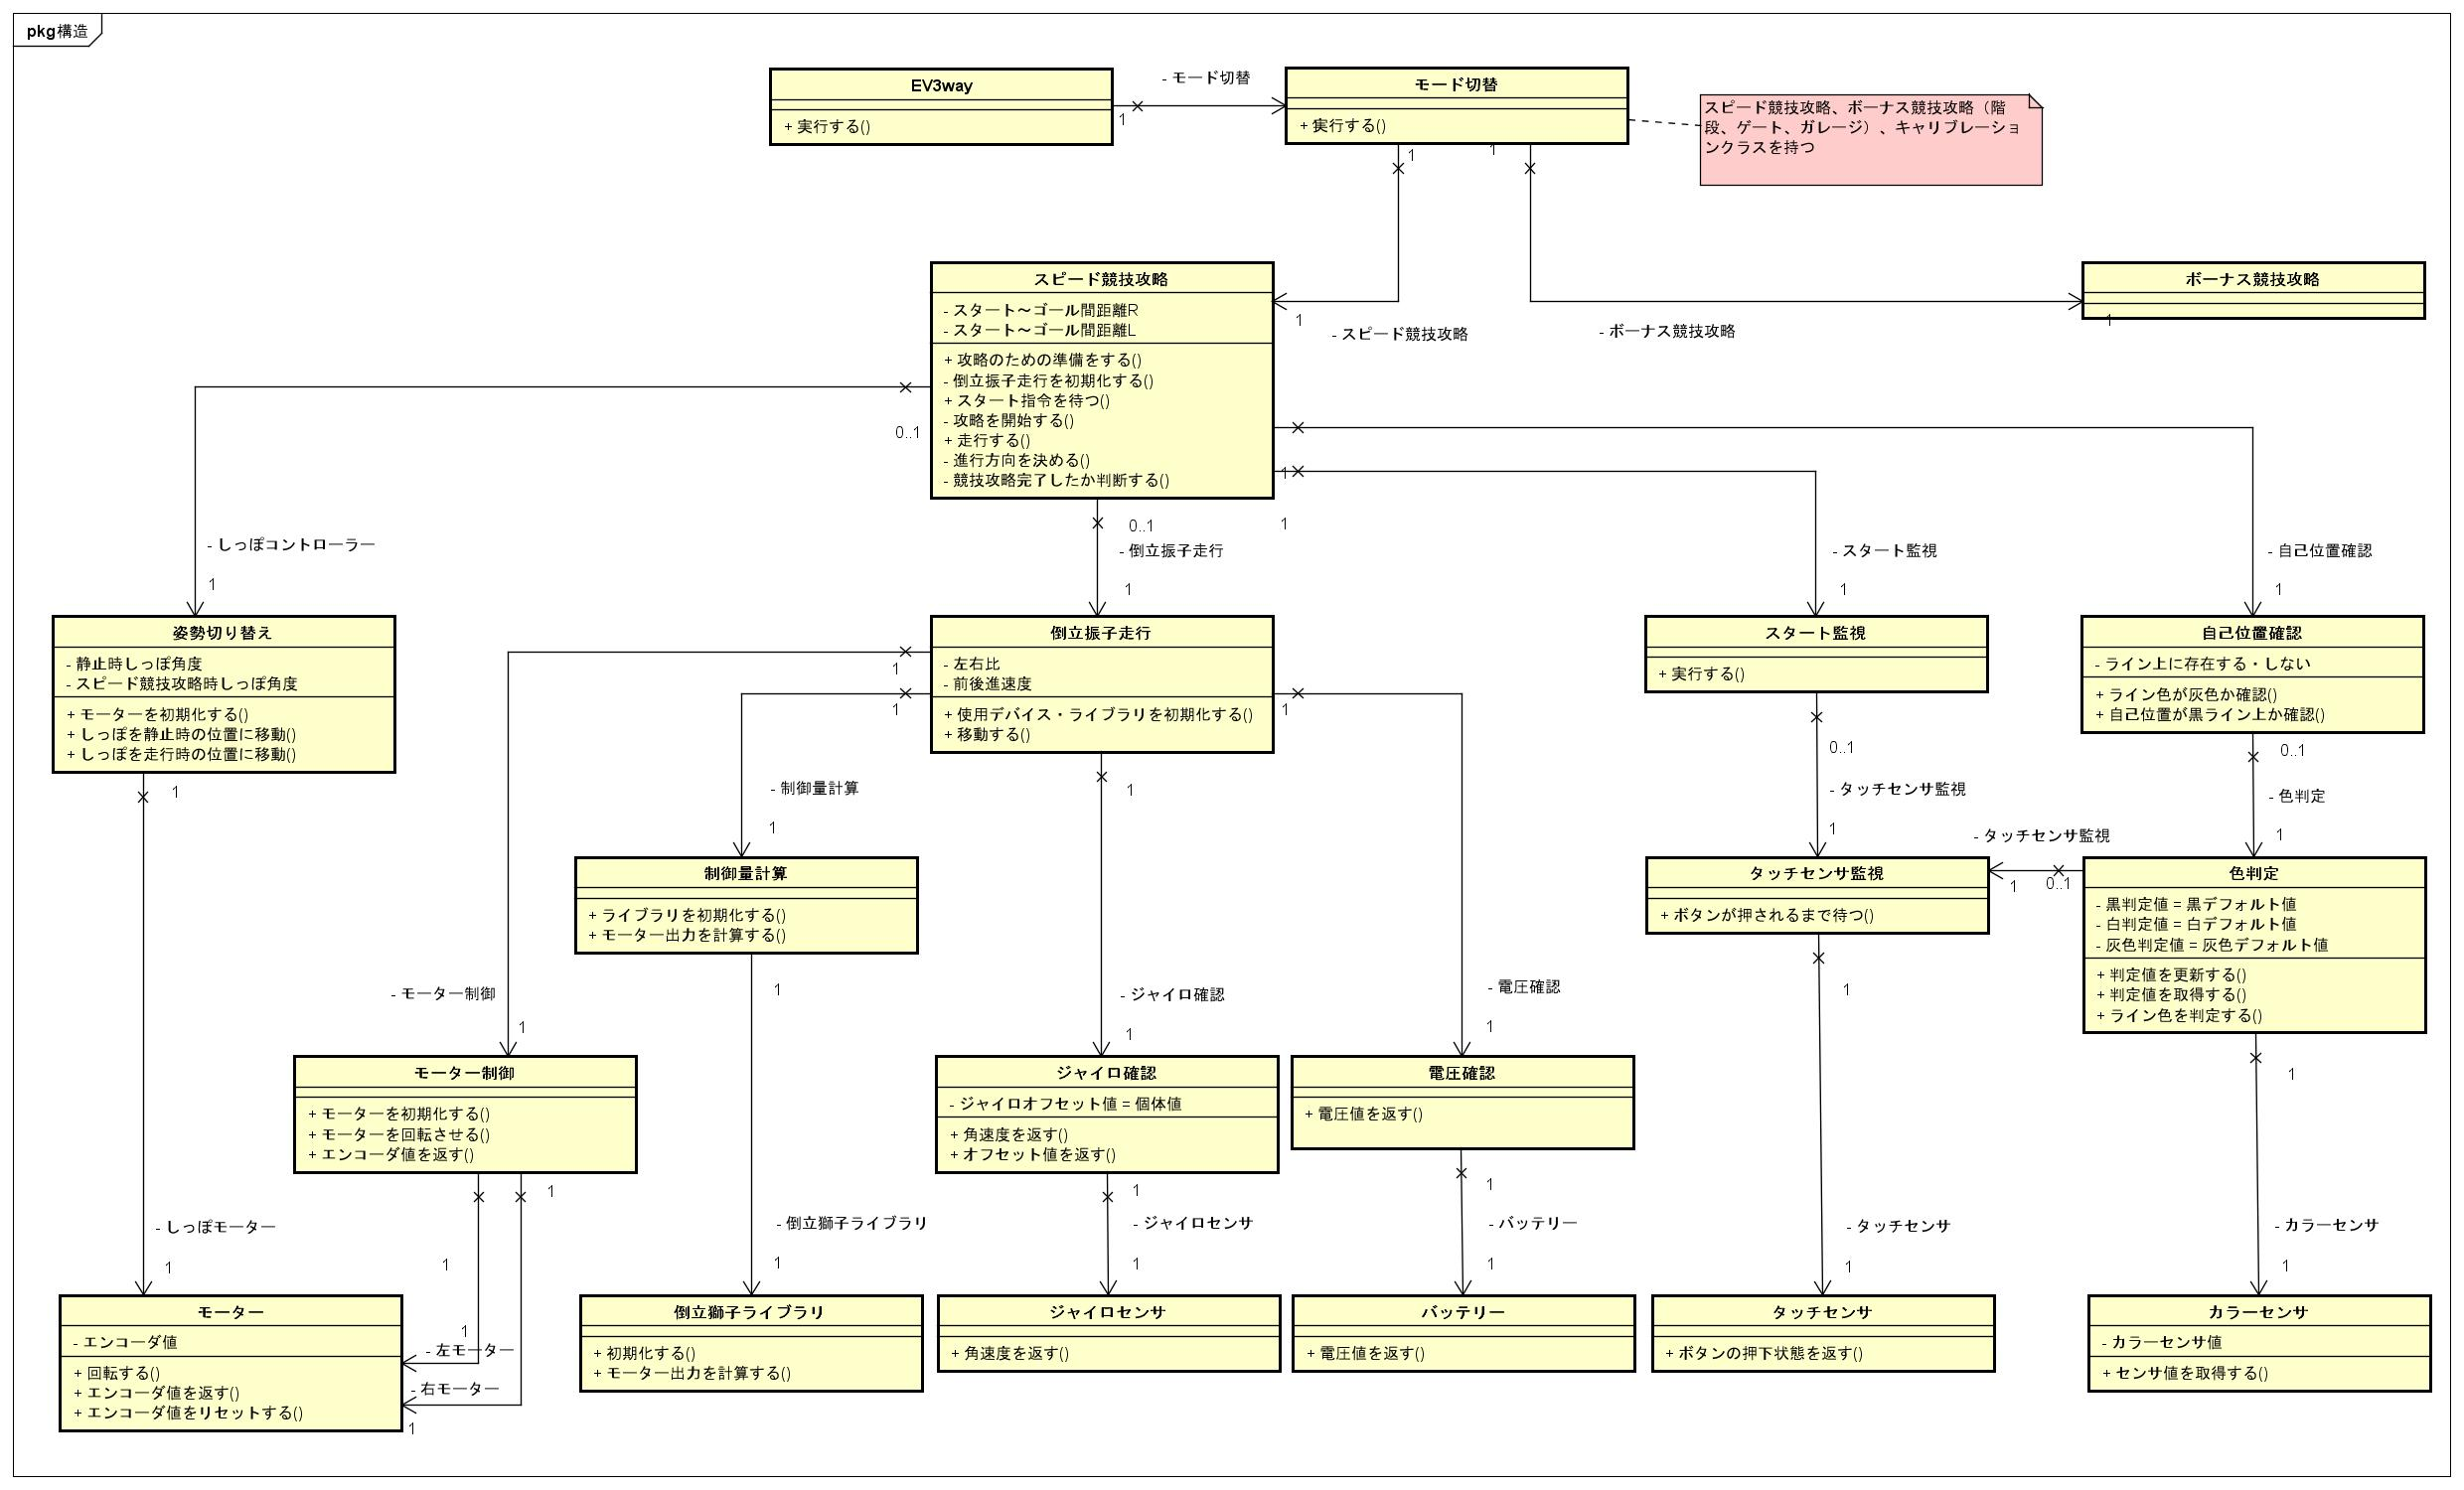 pkg 構造
EV3way
+ 実行する()
- モード切替
1
モード切替
+ 実行する()
スピード競技攻略、ボーナス競技攻略（階
段、ゲート、ガレージ）、キャリブレーショ
ンクラスを持つ
1
1
スピード競技攻略
- スタート～ゴール間距離R
- スタート～ゴール間距離L
+ 攻略のための準備をする()
- 倒立振子走行を初期化する()
+ スタート指令を待つ()
- 攻略を開始する()
+ 走行する()
- 進行方向を決める()
- 競技攻略完了したか判断する()
1
- スピード競技攻略
- ボーナス競技攻略
ボーナス競技攻略
1
0..1
1
0..1
1
- しっぽコントローラー
1
- 倒立振子走行
1
- スタート監視
1
- 自己位置確認
1
姿勢切り替え
- 静止時しっぽ角度
- スピード競技攻略時しっぽ角度
+ モーターを初期化する()
+ しっぽを静止時の位置に移動()
+ しっぽを走行時の位置に移動()
1
倒立振子走行
- 左右比
- 前後進速度
+ 使用デバイス・ライブラリを初期化する()
+ 移動する()
1
1
1
1
スタート監視
+ 実行する()
0..1
自己位置確認
- ライン上に存在する・しない
+ ライン色が灰色か確認()
+ 自己位置が黒ライン上か確認()
0..1
- 制御量計算
1
- タッチセンサ監視
1
- 色判定
1
- タッチセンサ監視
1
0..1
制御量計算
+ ライブラリを初期化する()
+ モーター出力を計算する()
1
タッチセンサ監視
+ ボタンが押されるまで待つ()
1
色判定
- 黒判定値 = 黒デフォルト値
- 白判定値 = 白デフォルト値
- 灰色判定値 = 灰色デフォルト値
+ 判定値を更新する()
+ 判定値を取得する()
+ ライン色を判定する()
1
- モーター制御
1
- ジャイロ確認
1
- 電圧確認
1
モーター制御
+ モーターを初期化する()
+ モーターを回転させる()
+ エンコーダ値を返す()
1
1
ジャイロ確認
- ジャイロオフセット値 = 個体値
+ 角速度を返す()
+ オフセット値を返す()
1
電圧確認
+ 電圧値を返す()
1
- しっぽモーター
1
- 倒立獅子ライブラリ
1
- ジャイロセンサ
1
- バッテリー
1
- タッチセンサ
1
- カラーセンサ
1
モーター
- エンコーダ値
+ 回転する()
+ エンコーダ値を返す()
+ エンコーダ値をリセットする()
1
- 左モーター
- 右モーター
1
倒立獅子ライブラリ
+ 初期化する()
+ モーター出力を計算する()
ジャイロセンサ
+ 角速度を返す()
バッテリー
+ 電圧値を返す()
タッチセンサ
+ ボタンの押下状態を返す()
カラーセンサ
- カラーセンサ値
+ センサ値を取得する()